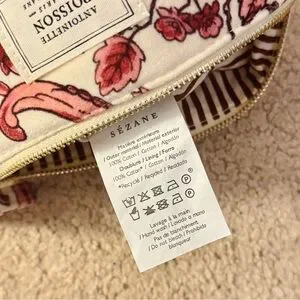 ANTOINETTE
POISSON
PARIS
SÉZANE
Matière extérieure
/ Outer material / Material exterior
100% Coton / Cotton / Algodón
Doublure / Lining / Forro
100% Coton* / Cotton / Algodón
*Recyclé / Recycled / Reciclado
P P
Lavage à la main
/ Hand wash / Lavado a mano
Pas de blanchiment
/ Do not bleach / Prohibido
blanquear